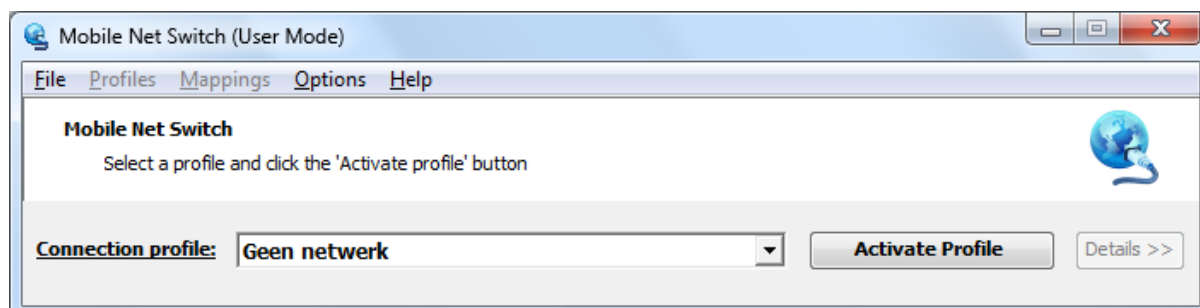 Mobile Net Switch (User Mode)
File Profiles Mappings Options Help
Mobile Net Switch
Select a profile and click the 'Activate profile' button
Connection profile: Geen netwerk Activate Profile Details >>